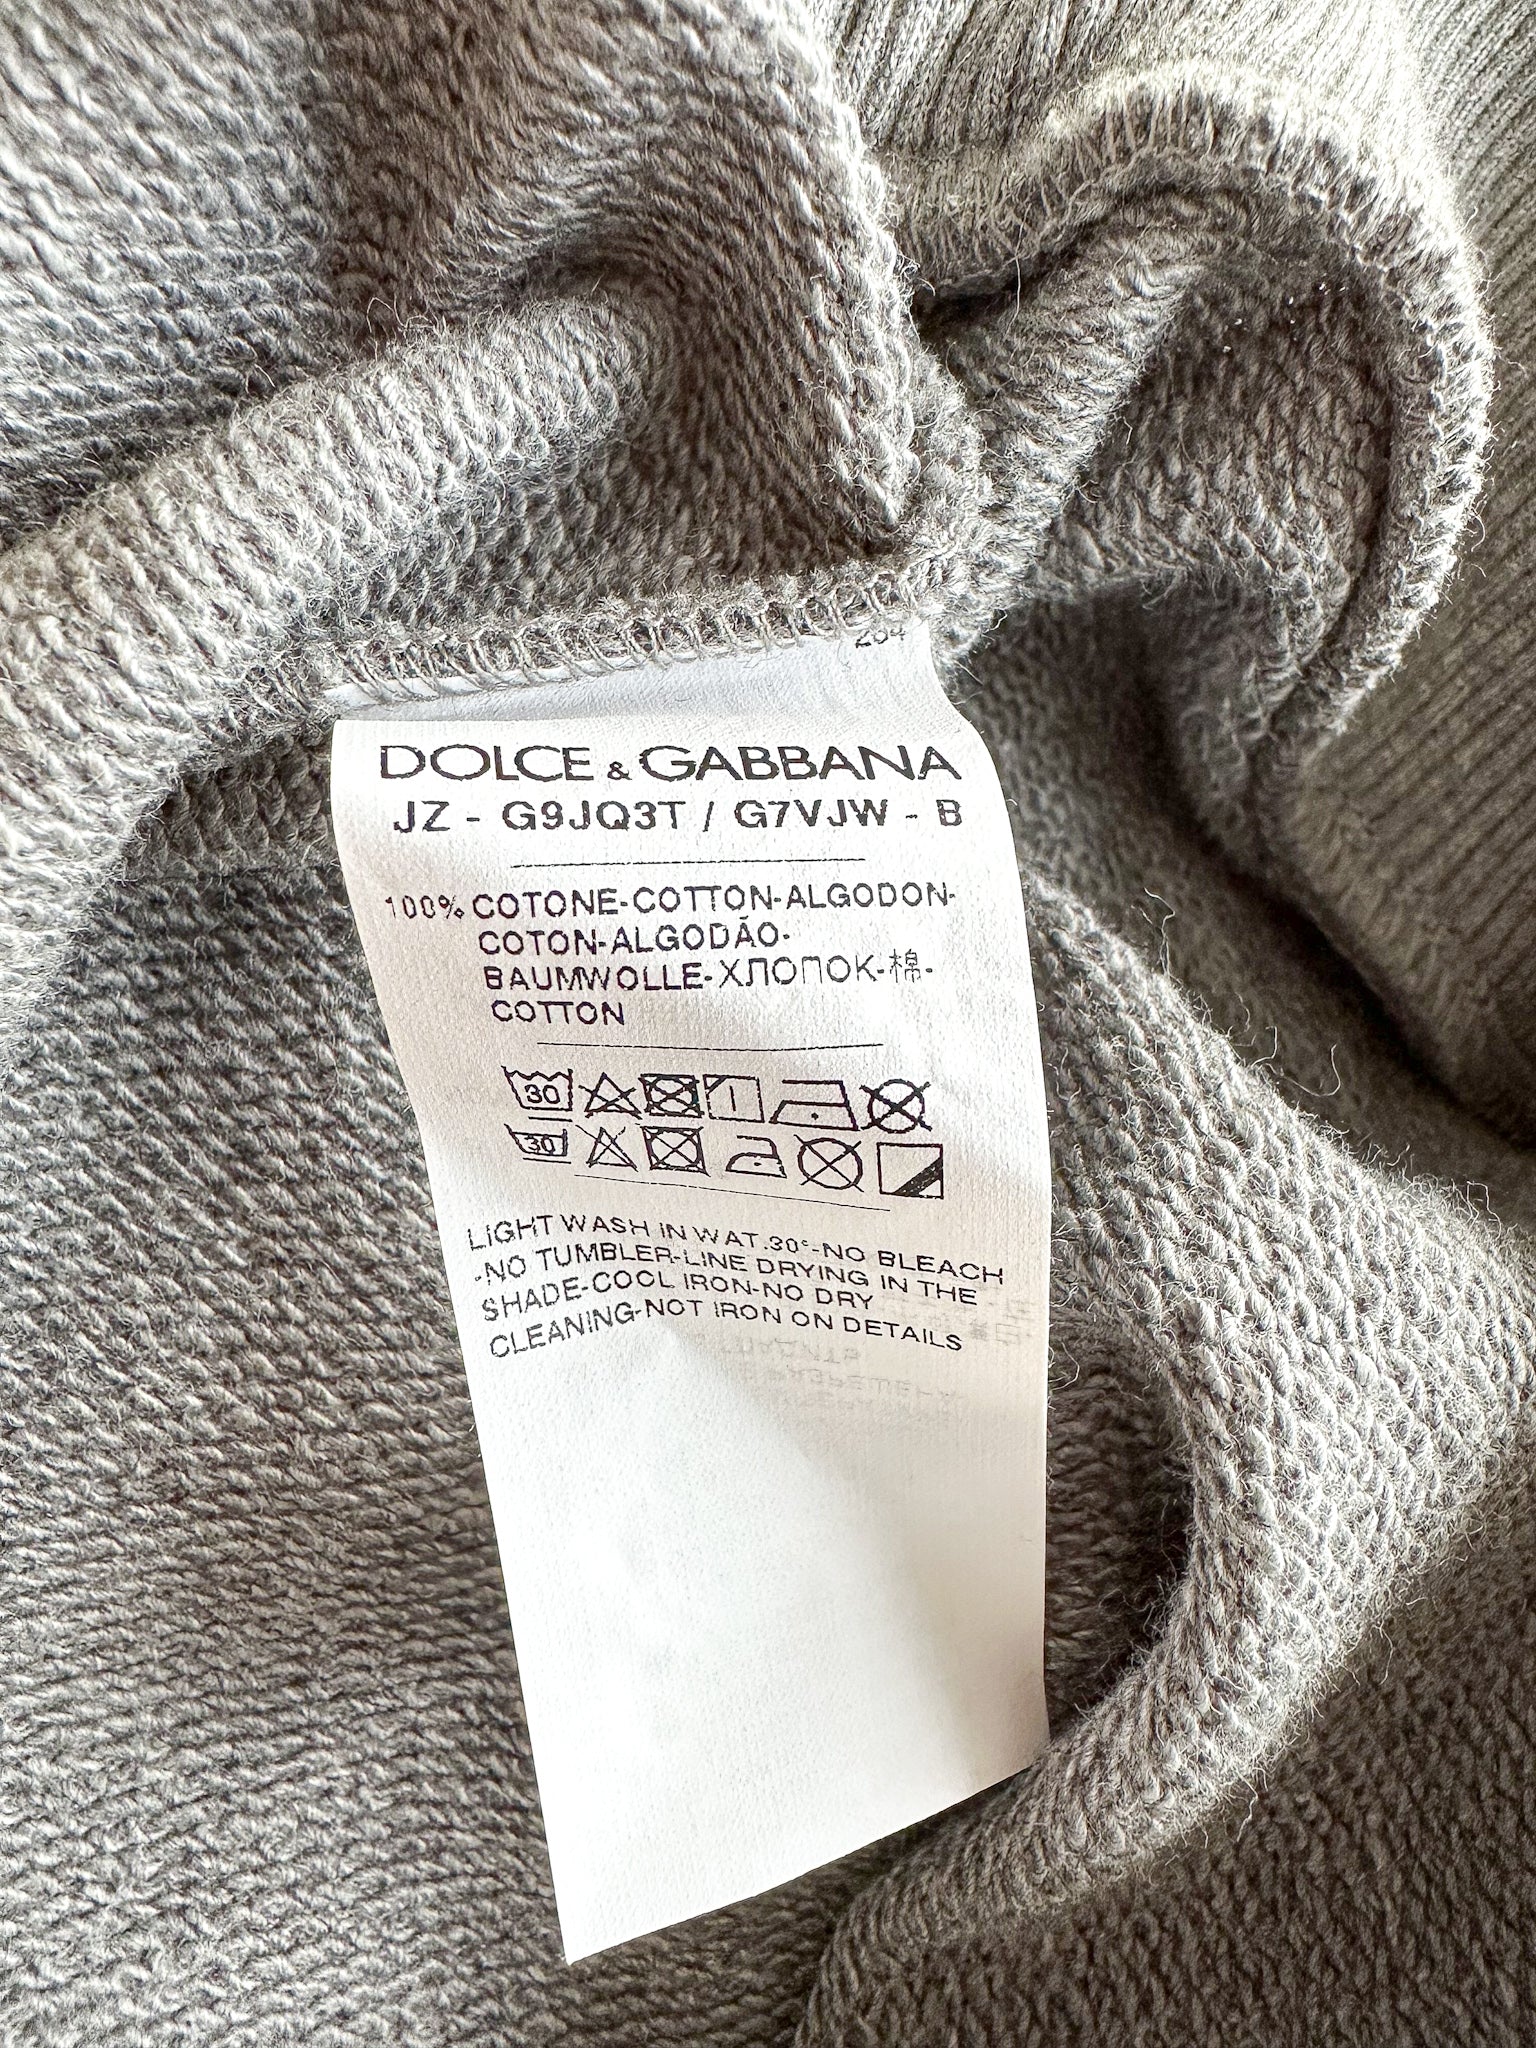 DOLCE & GABBANA
JZ - G9JQ3T / G7VJW - B
100% COTONE-COTTON-ALGODON-
COTON-ALGODÃO-
BAUMWOLLE-ХЛОПОК-棉-
COTTON
30
30
LIGHT WASH IN WAT.30°-NO BLEACH
-NO TUMBLER-LINE DRYING IN THE
SHADE-COOL IRON-NO DRY
CLEANING-NOT IRON ON DETAILS